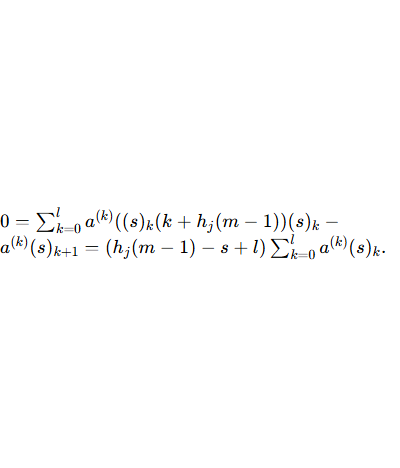 0 = ∑_{k=0}^{l} a^{(k)}((s)_k(k + h_j(m − 1))(s)_k −
a^{(k)}(s)_{k+1} = (h_j(m − 1) − s + l) ∑_{k=0}^{l} a^{(k)}(s)_k.